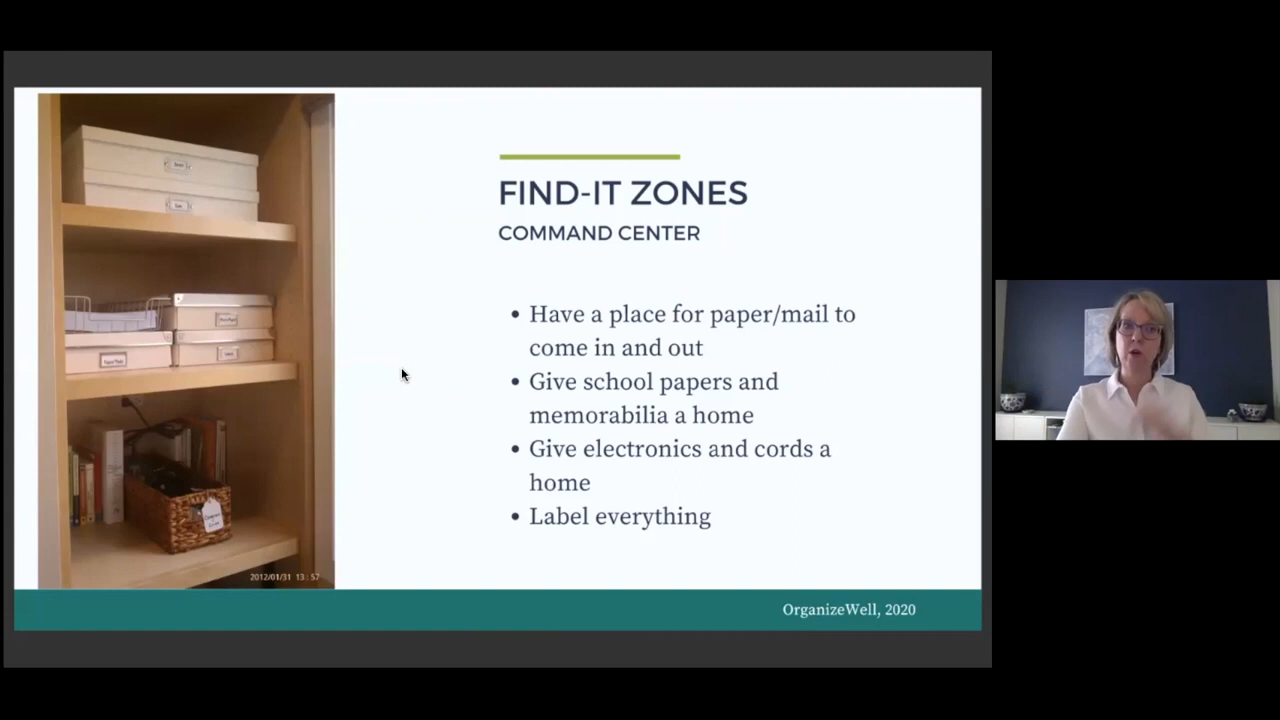 FIND-IT ZONES
COMMAND CENTER
• Have a place for paper/mail to
come in and out
• Give school papers and
memorabilia a home
• Give electronics and cords a
home
• Label everything
2012/01/31 13:57
OrganizeWell, 2020